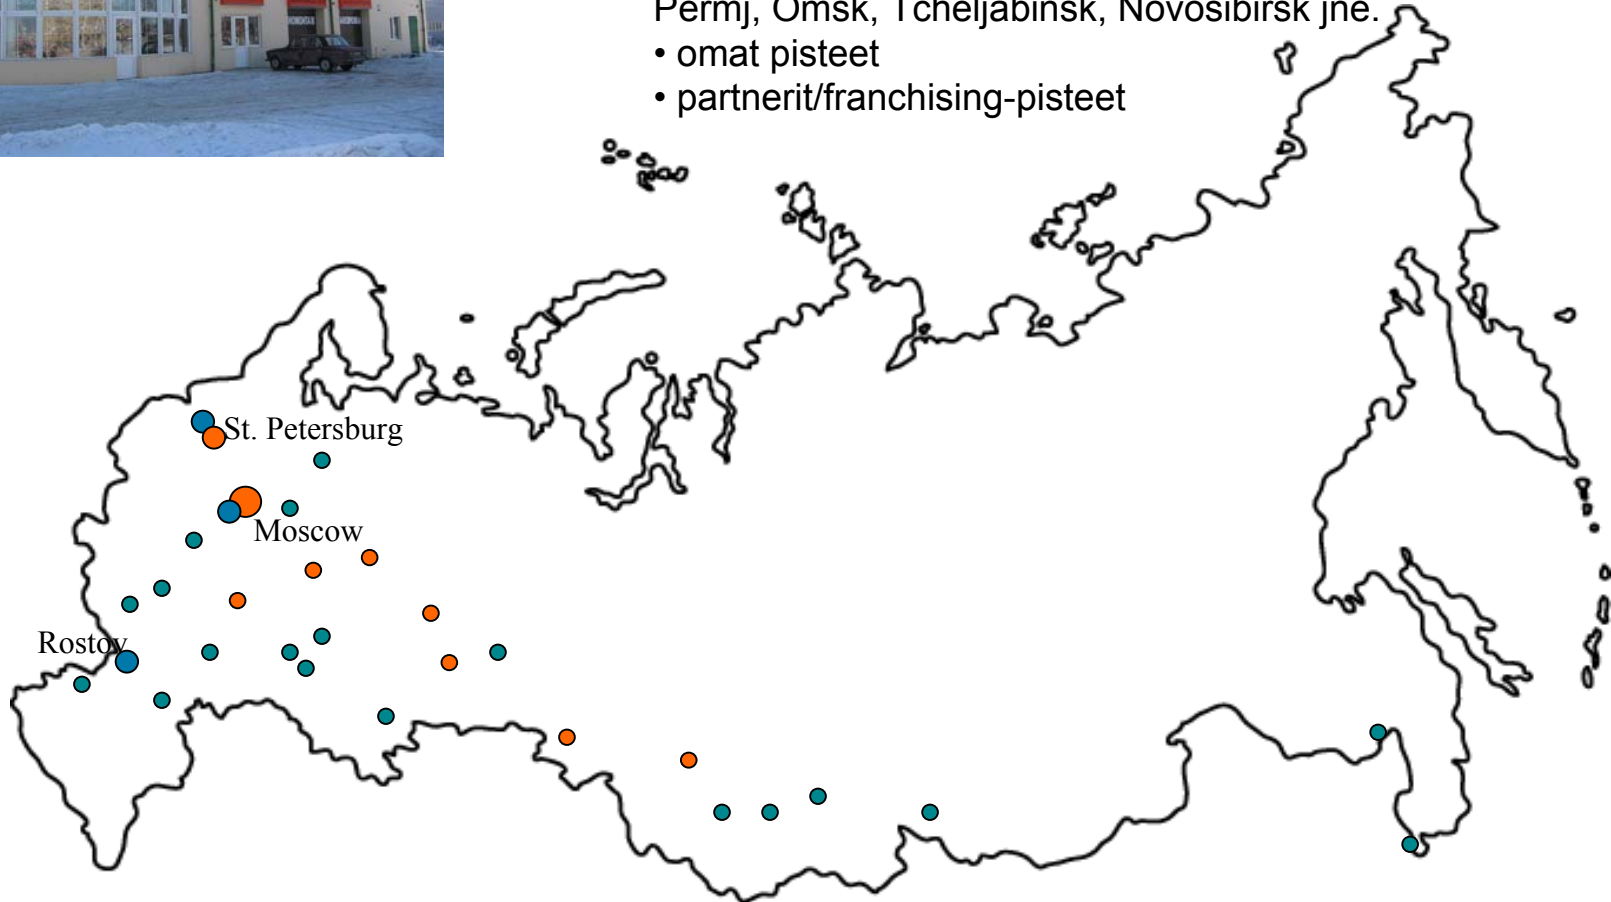 Permj, Omsk, Tcheljabinsk, Novosibirsk jne.
• omat pisteet
• partnerit/franchising-pisteet
St. Petersburg
Moscow
Rostov